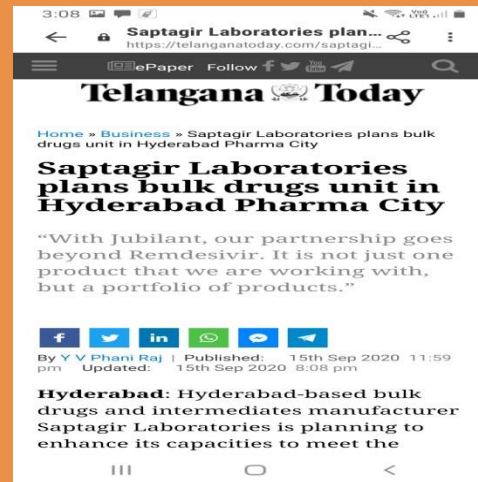 3:08
Saptagir Laboratories plan...
https://telanganatoday.com/saptagi...
ePaper Follow
Telangana Today
Home » Business » Saptagir Laboratories plans bulk
drugs unit in Hyderabad Pharma City
Saptagir Laboratories
plans bulk drugs unit in
Hyderabad Pharma City
“With Jubilant, our partnership goes
beyond Remdesivir. It is not just one
product that we are working with,
but a portfolio of products.”
By Y V Phani Raj | Published: 15th Sep 2020 11:59
pm Updated: 15th Sep 2020 8:08 pm
Hyderabad: Hyderabad-based bulk
drugs and intermediates manufacturer
Saptagir Laboratories is planning to
enhance its capacities to meet the